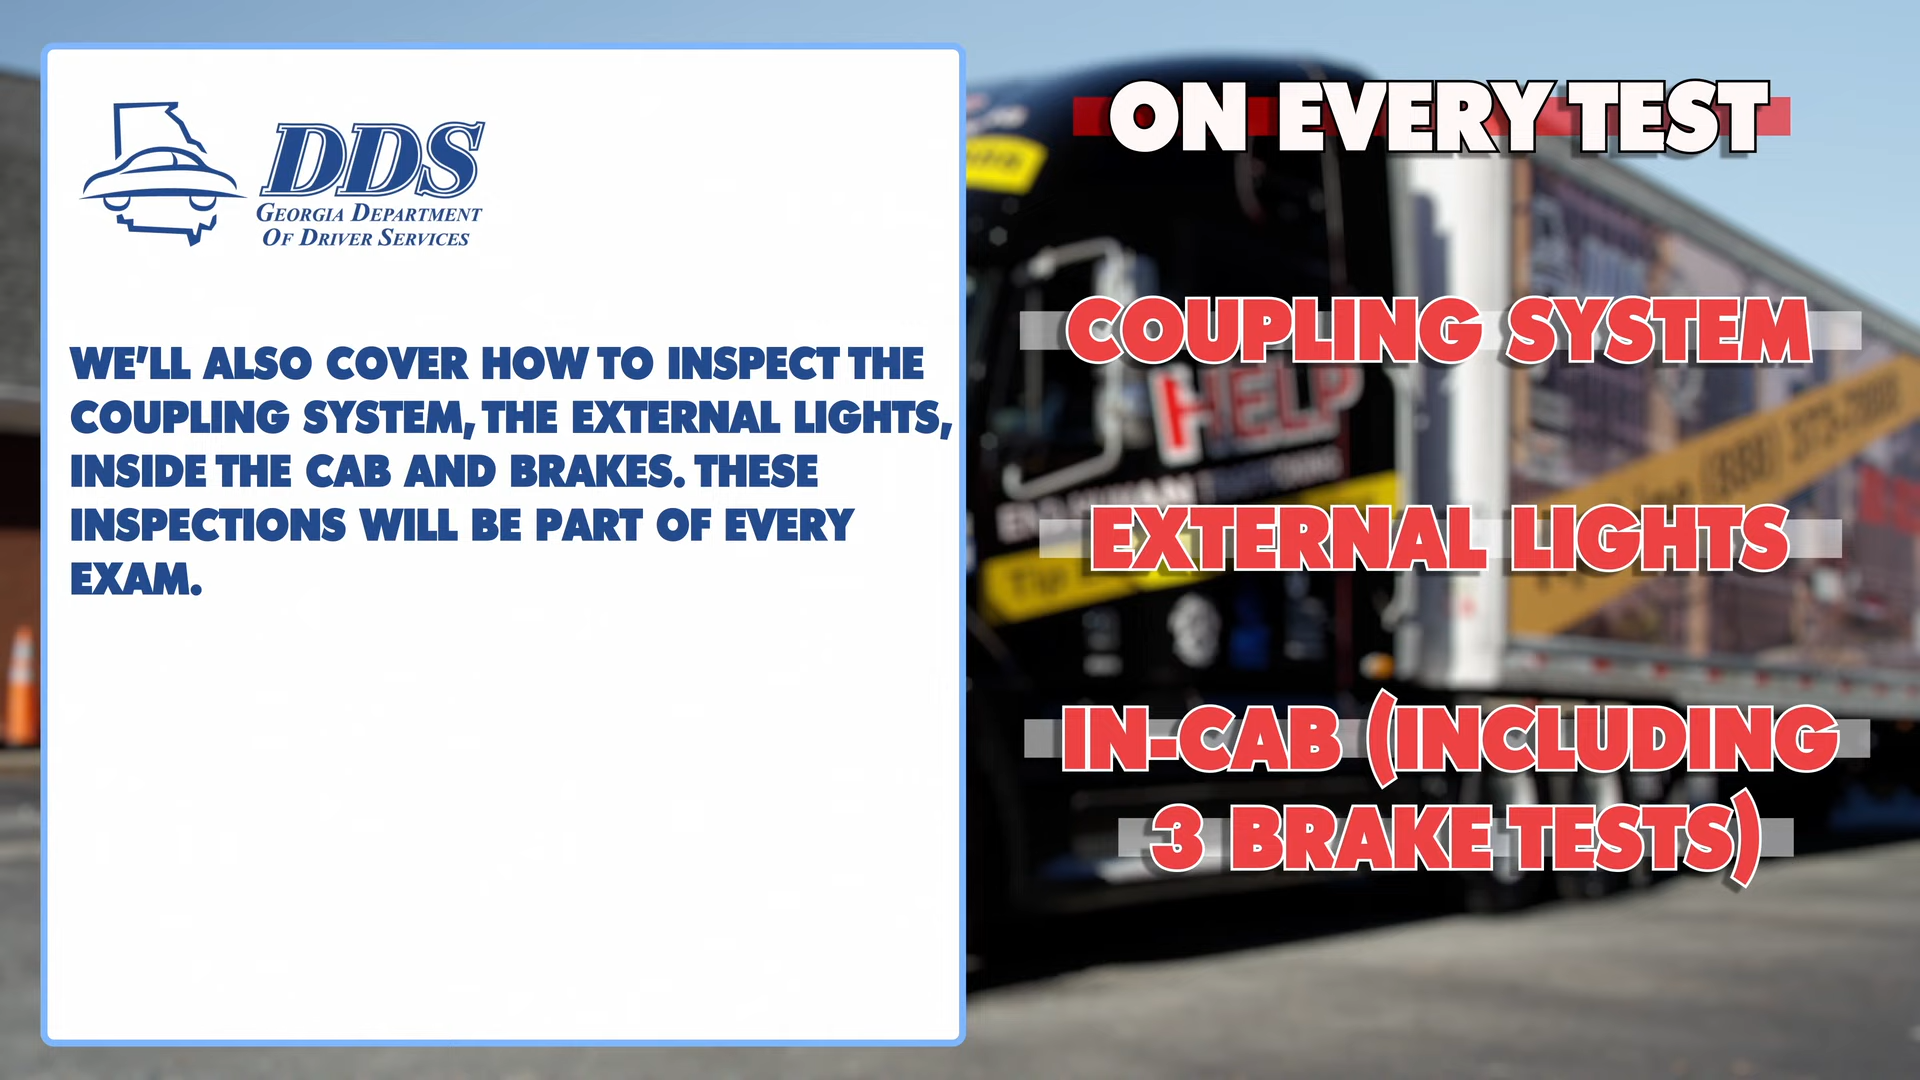 DDS
GEORGIA DEPARTMENT
OF DRIVER SERVICES
WE'LL ALSO COVER HOW TO INSPECT THE
COUPLING SYSTEM, THE EXTERNAL LIGHTS,
INSIDE THE CAB AND BRAKES. THESE
INSPECTIONS WILL BE PART OF EVERY
EXAM.
ON EVERY TEST
COUPLING SYSTEM
HELP
EXTERNAL LIGHTS
IN-CAB (INCLUDING
3 BRAKE TESTS)